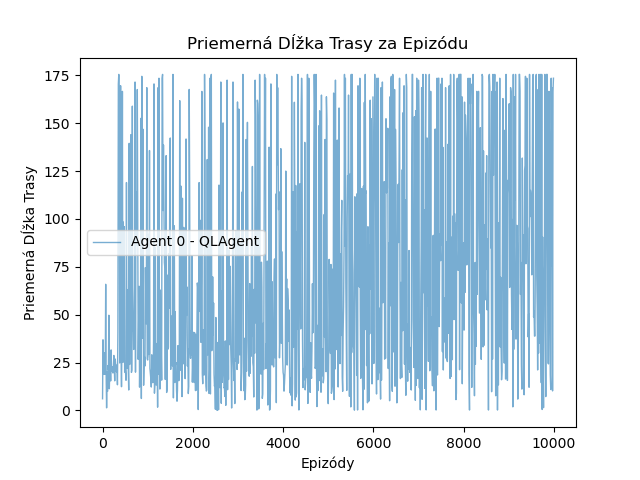 Priemerná Dĺžka Trasy za Epizódu
Priemerná Dĺžka Trasy
175
150
125
100
75
50
25
0
Agent 0 - QLAgent
0 2000 4000 6000 8000 10000
Epizódy